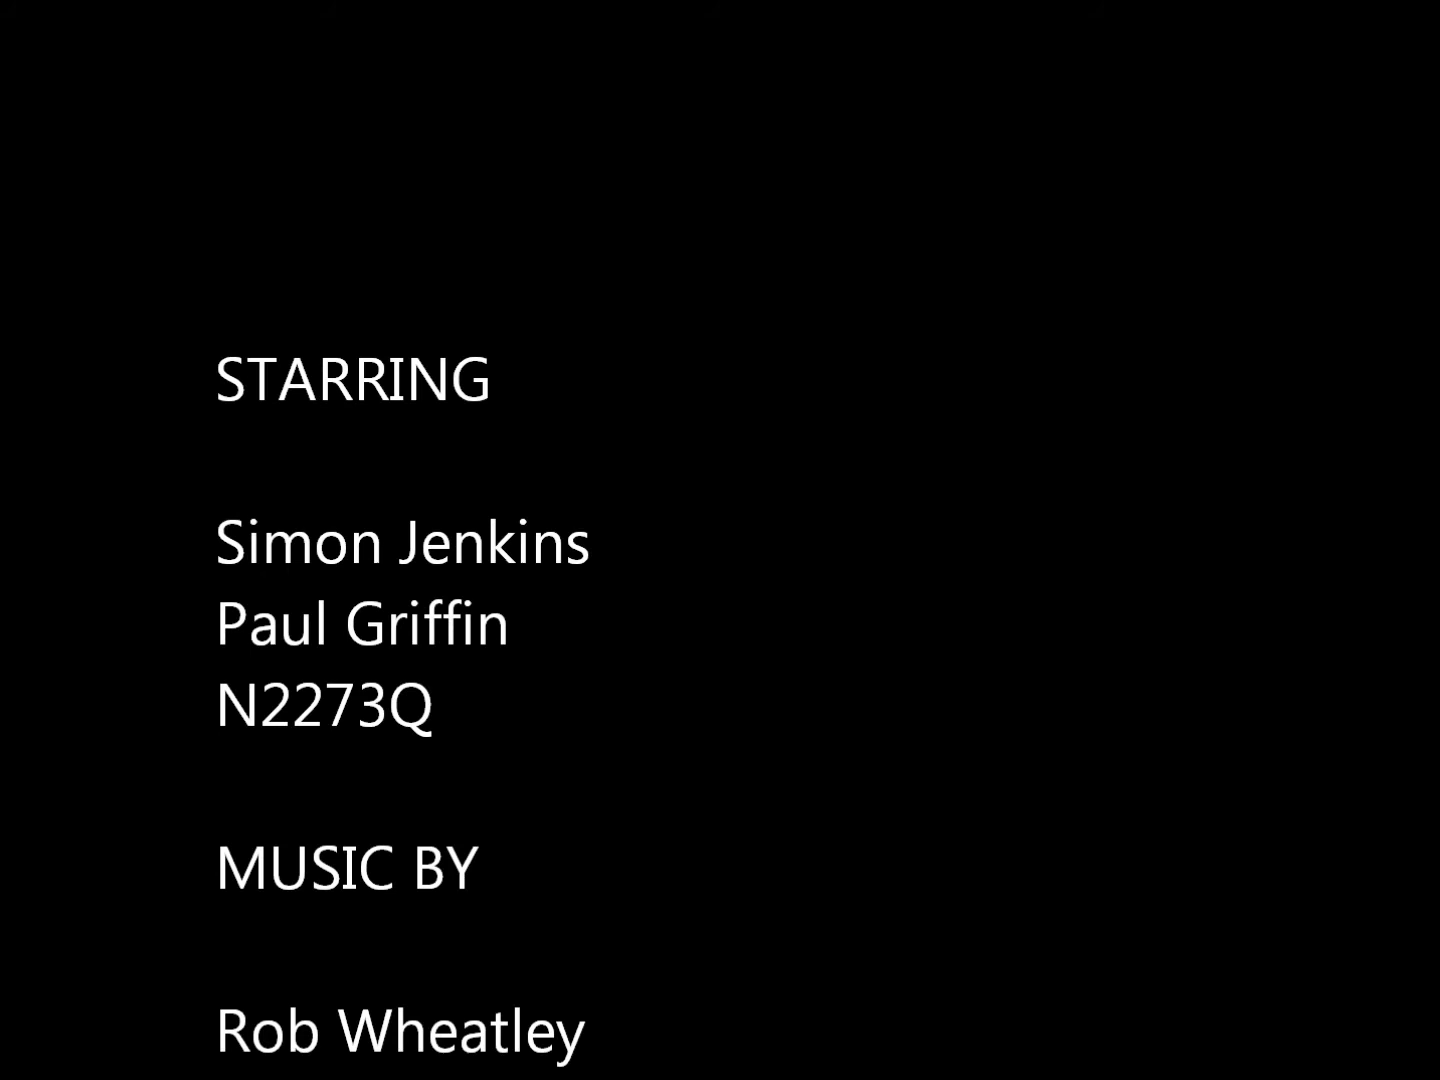 STARRING
Simon Jenkins
Paul Griffin
N2273Q
MUSIC BY
Rob Wheatley